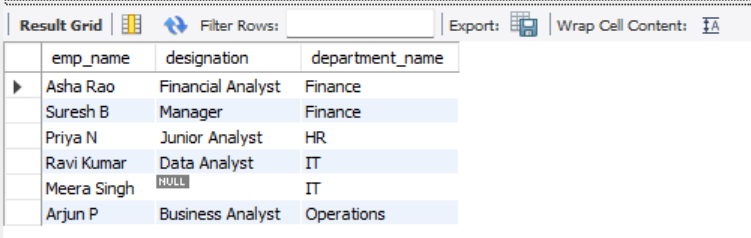 Result Grid Filter Rows: Export: Wrap Cell Content: IA
emp_name designation department_name
Asha Rao Financial Analyst Finance
Suresh B Manager Finance
Priya N Junior Analyst HR
Ravi Kumar Data Analyst IT
Meera Singh NULL IT
Arjun P Business Analyst Operations